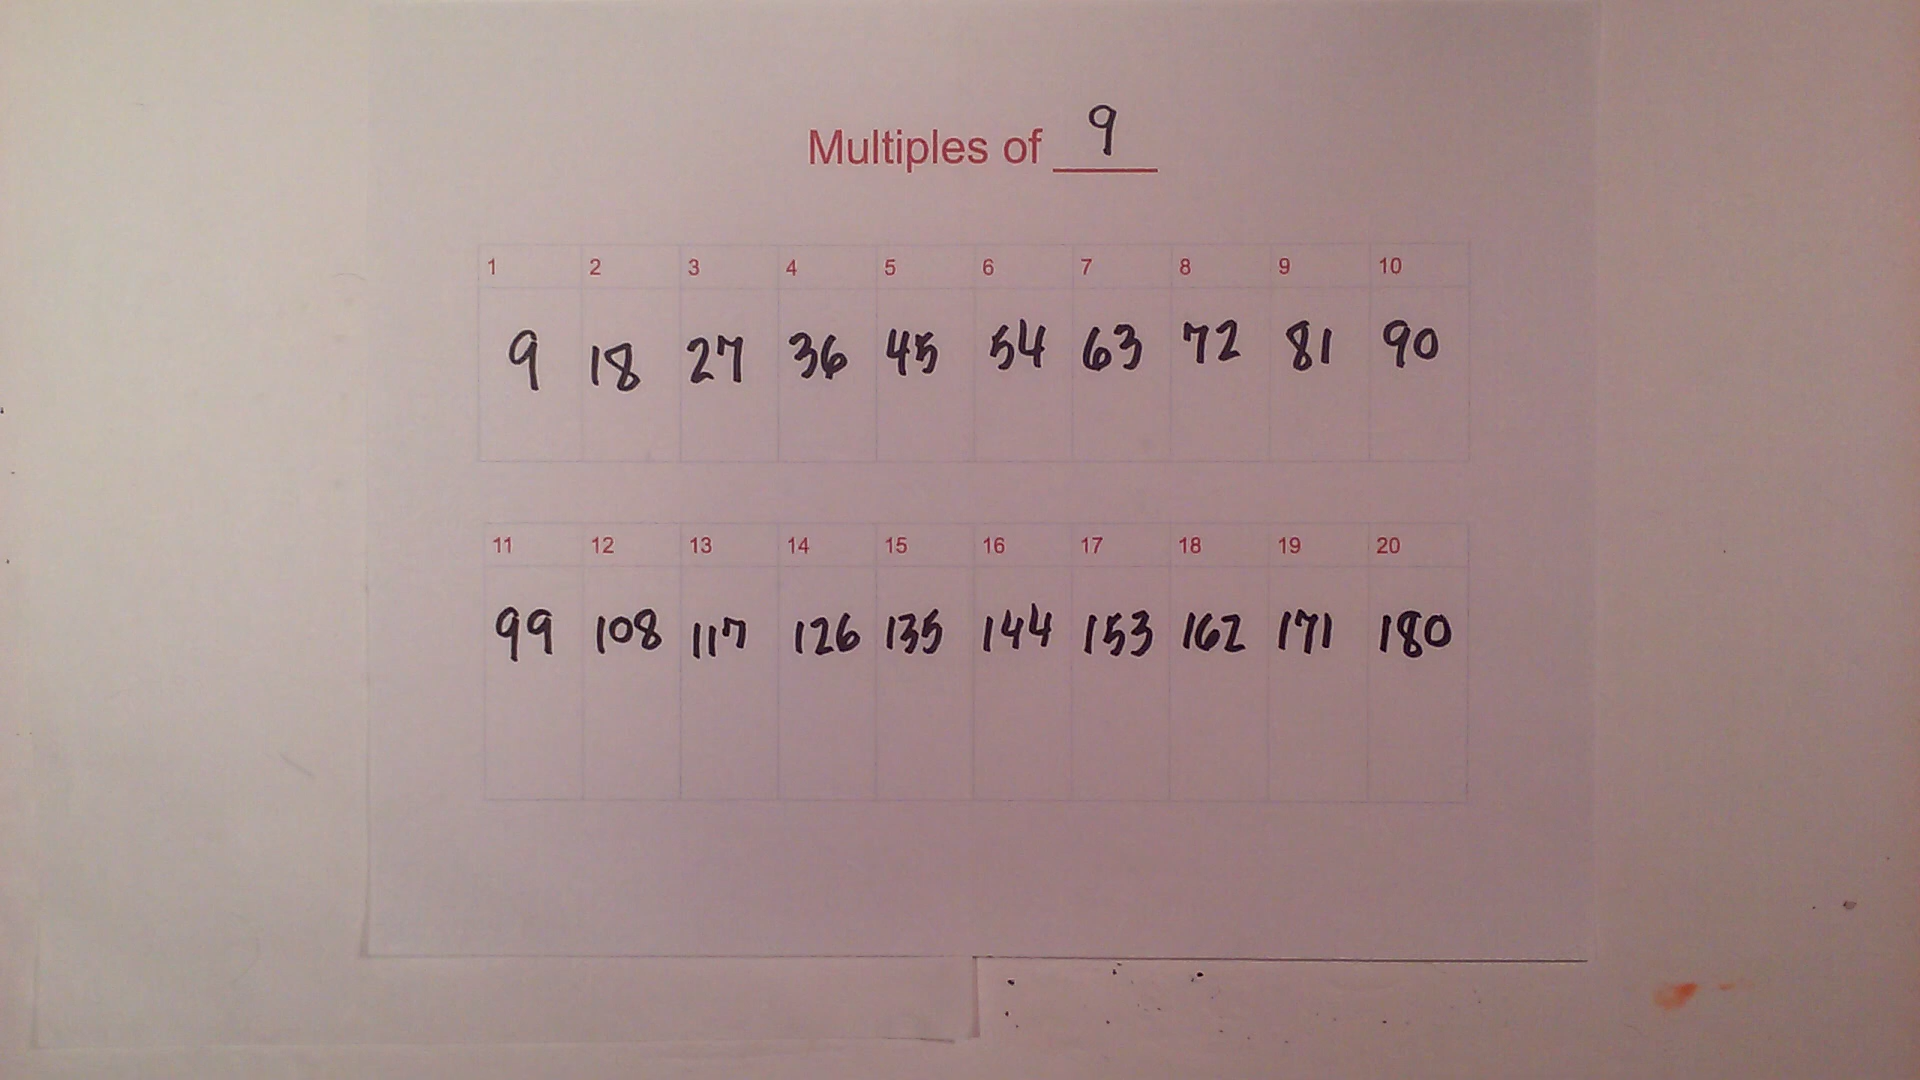 Multiples of 9
1 2 3 4 5 6 7 8 9 10
9 18 27 36 45 54 63 72 81 90
11 12 13 14 15 16 17 18 19 20
99 108 117 126 135 144 153 162 171 180